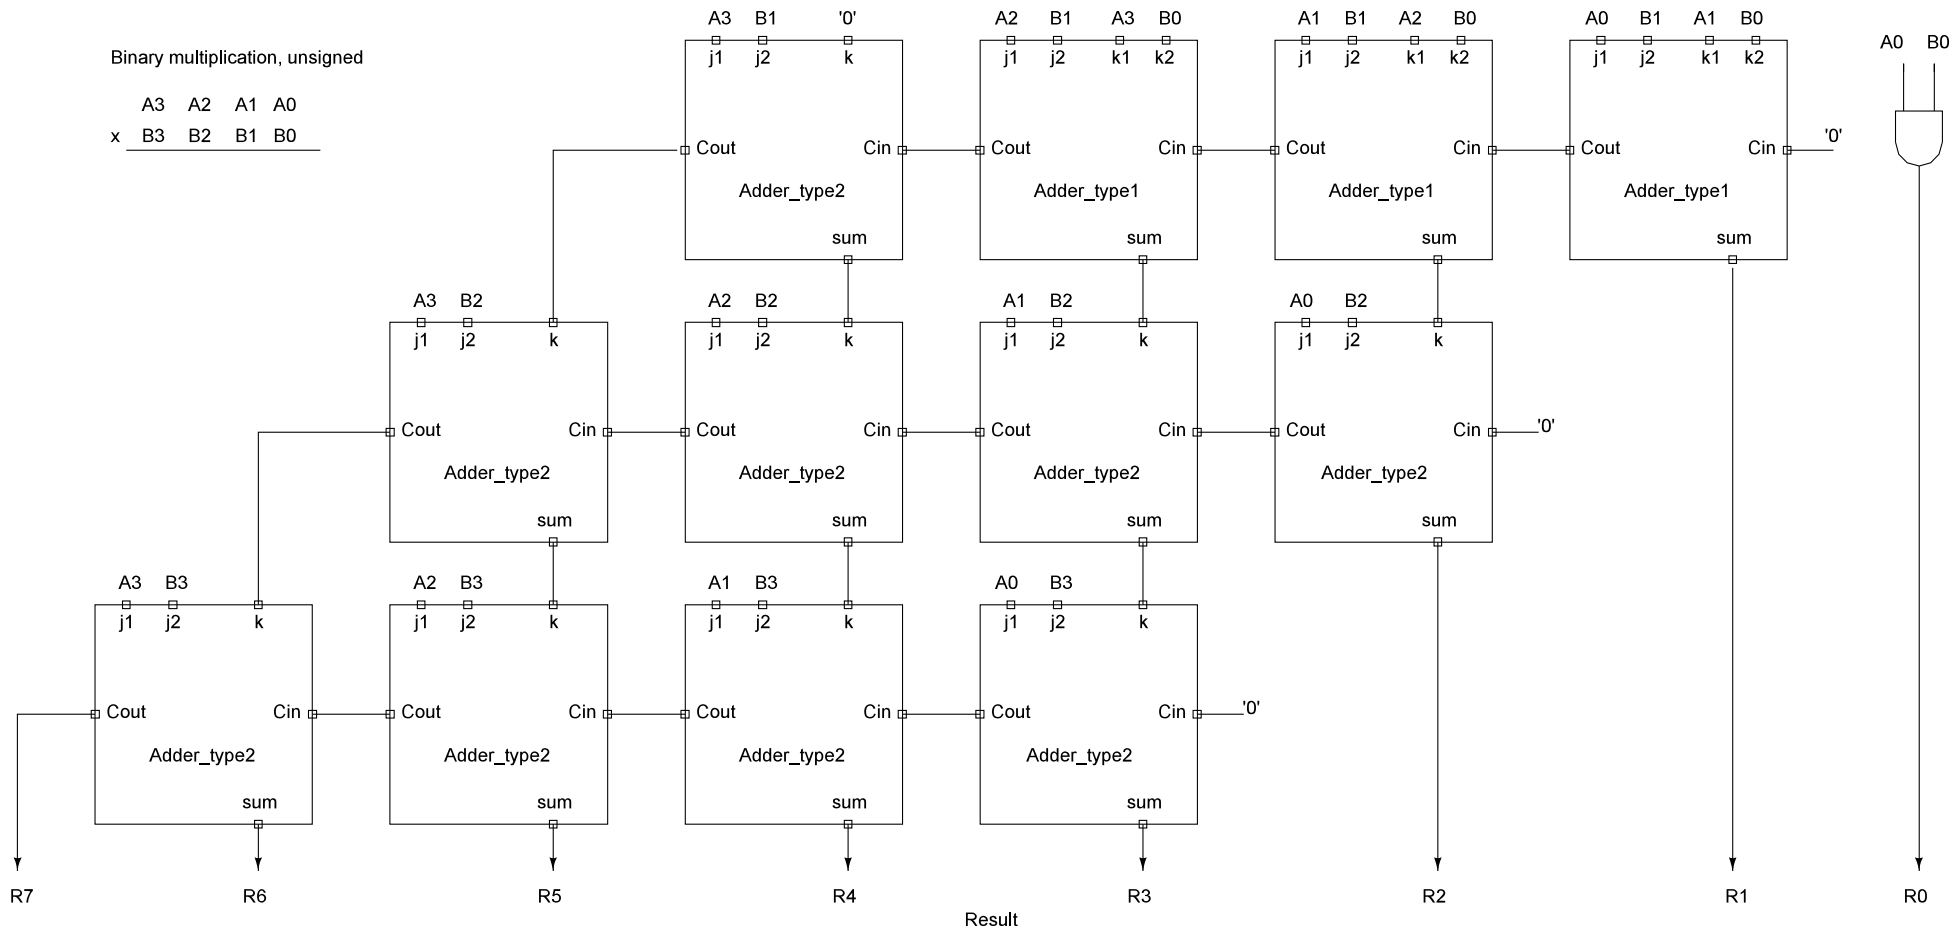 A3 B1 '0' A2 B1 A3 B0 A1 B1 A2 B0 A0 B1 A1 B0
A0 B0
Binary multiplication, unsigned
j1 j2 k j1 j2 k1 k2 j1 j2 k1 k2 j1 j2 k1 k2
A3 A2 A1 A0
x B3 B2 B1 B0
'0'
Cout Cin Cout Cin Cout Cin Cout Cin
Adder_type2 Adder_type1 Adder_type1 Adder_type1
sum sum sum sum
A3 B2 A2 B2 A1 B2 A0 B2
j1 j2 k j1 j2 k j1 j2 k j1 j2 k
Cout Cin Cout Cin Cout Cin Cout Cin '0'
Adder_type2 Adder_type2 Adder_type2 Adder_type2
sum sum sum sum
A3 B3 A2 B3 A1 B3 A0 B3
j1 j2 k j1 j2 k j1 j2 k j1 j2 k
Cout Cin Cout Cin Cout Cin Cout Cin '0'
Adder_type2 Adder_type2 Adder_type2 Adder_type2
sum sum sum sum
R7 R6 R5 R4 R3 R2 R1 R0
Result